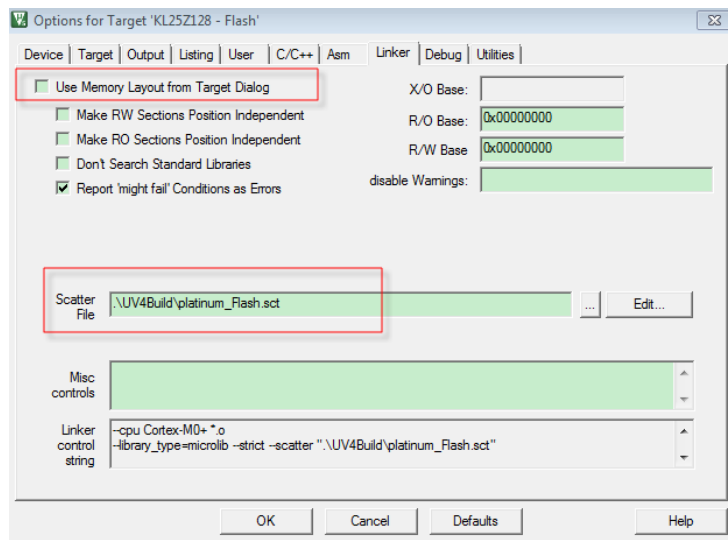 Options for Target 'KL25Z128 - Flash'
Device Target Output Listing User C/C++ Asm Linker Debug Utilities
Use Memory Layout from Target Dialog
Make RW Sections Position Independent
Make RO Sections Position Independent
Don't Search Standard Libraries
Report 'might fail' Conditions as Errors
X/O Base:
R/O Base: 0x00000000
R/W Base 0x00000000
disable Warnings:
Scatter
File
.\UV4Build\platinum_Flash.sct
... Edit...
Misc
controls
Linker
control
string
--cpu Cortex-M0+ *.o
--library_type=microlib --strict --scatter ".\UV4Build\platinum_Flash.sct"
OK Cancel Defaults Help